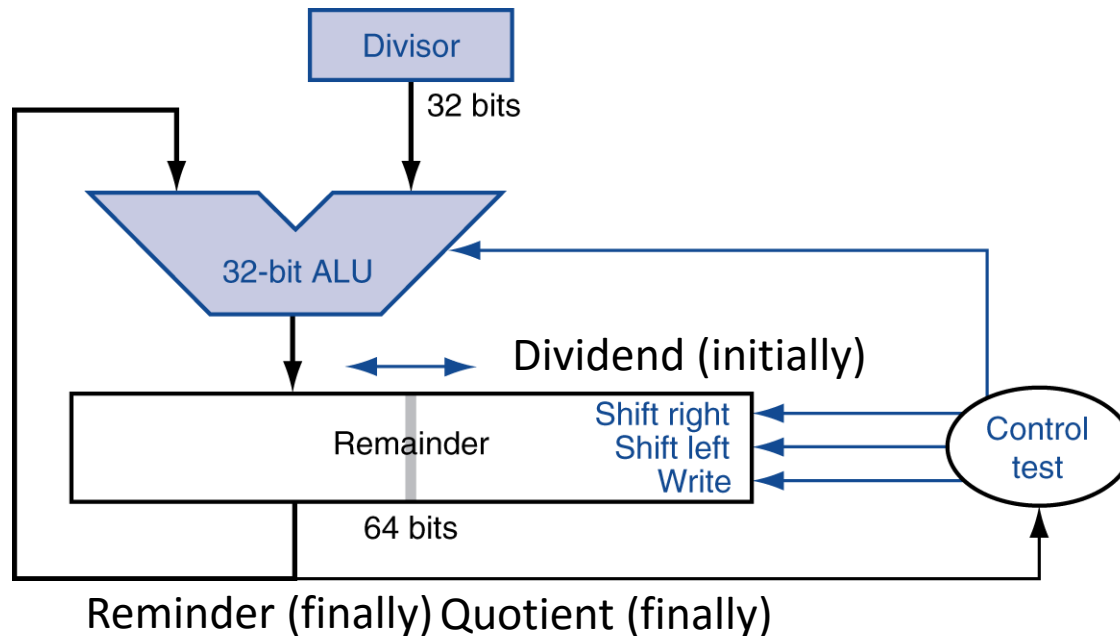 Divisor
32 bits
32-bit ALU
Dividend (initially)
Remainder
Shift right
Shift left
Write
Control
test
64 bits
Reminder (finally) Quotient (finally)